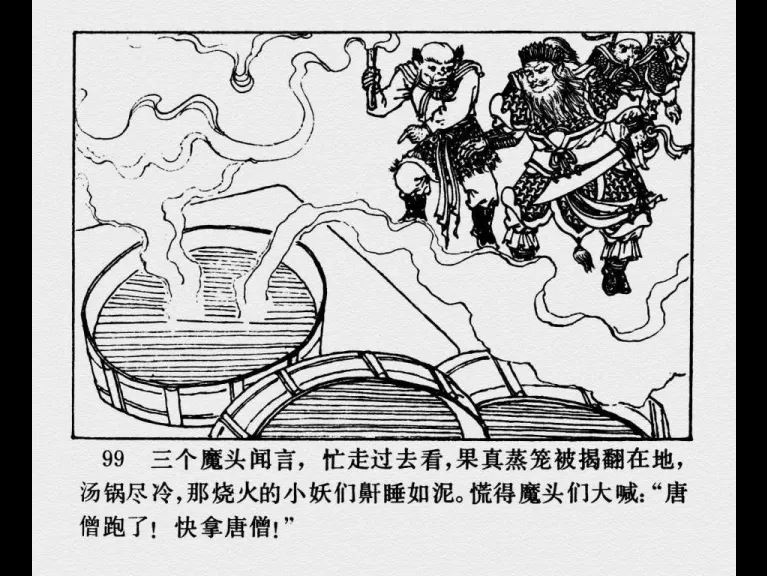 99 三个魔头闻言，忙走过去看，果真蒸笼被揭翻在地，
汤锅尽冷，那烧火的小妖们鼾睡如泥。慌得魔头们大喊：“唐
僧跑了！快拿唐僧！”